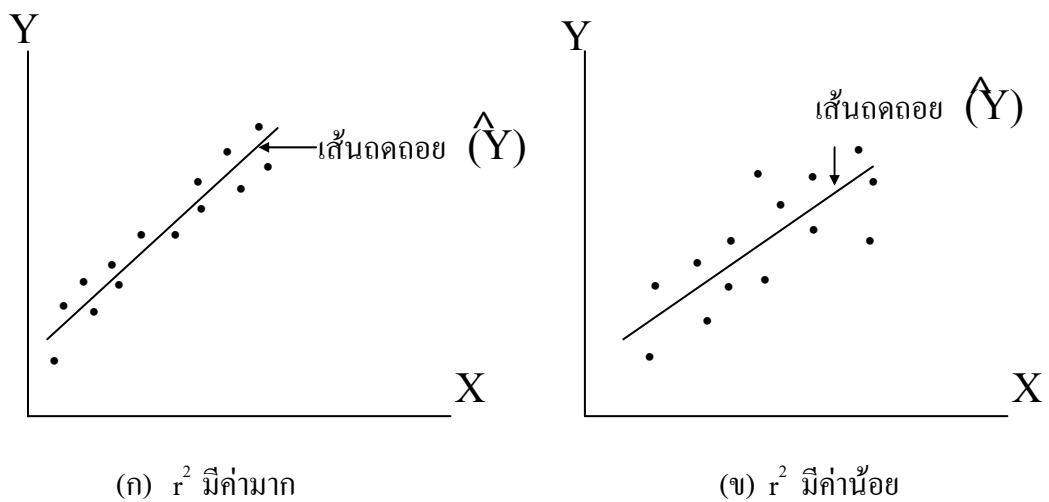 Y
เส้นถดถอย (Ŷ)
X
(ก) r² มีค่ามาก
Y
เส้นถดถอย (Ŷ)
X
(ข) r² มีค่าน้อย